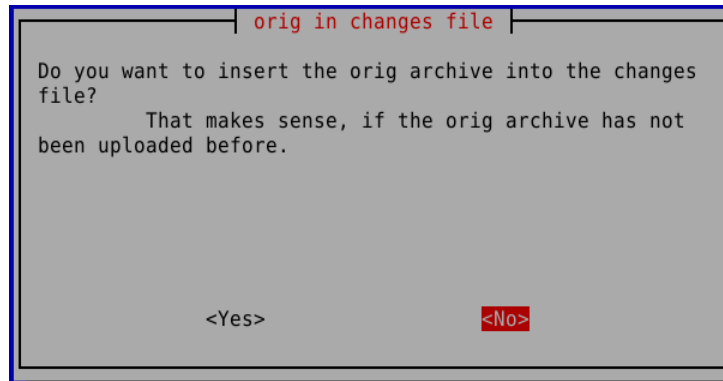 orig in changes file
Do you want to insert the orig archive into the changes
file?
That makes sense, if the orig archive has not
been uploaded before.
<Yes> <No>